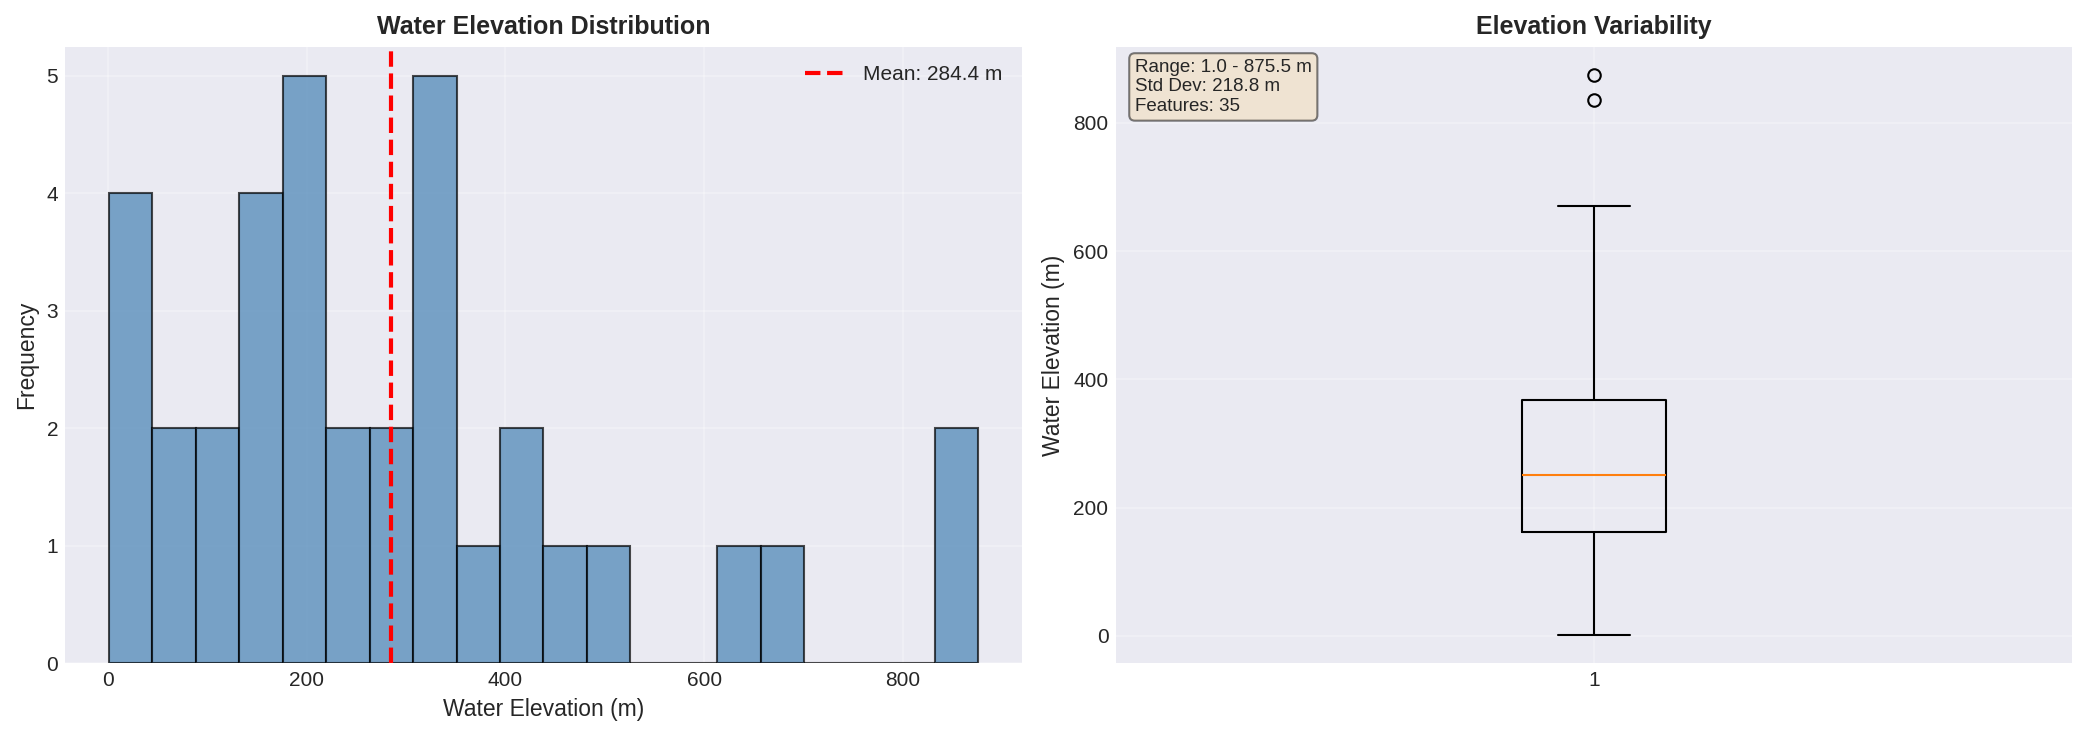 Water Elevation Distribution
5
4
3
2
1
0
Frequency
Mean: 284.4 m
0 200 400 600 800
Water Elevation (m)
Elevation Variability
Range: 1.0 - 875.5 m
Std Dev: 218.8 m
Features: 35
800
600
400
200
0
Water Elevation (m)
1